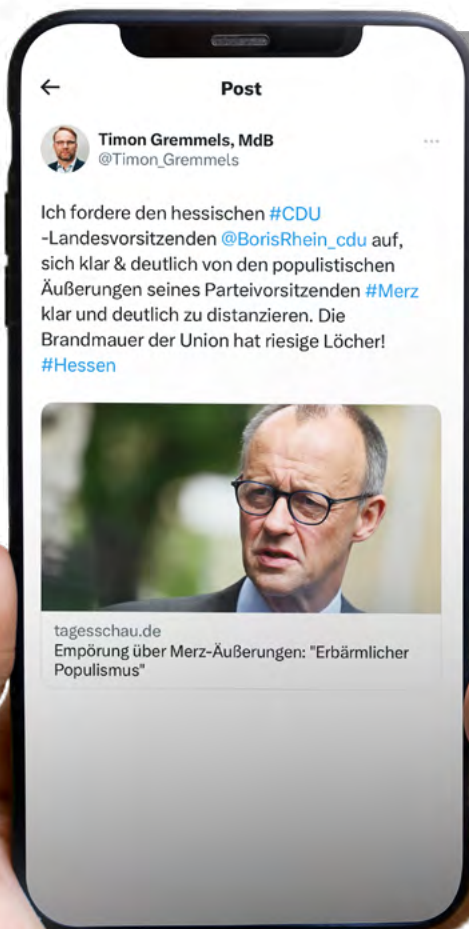 Post
Timon Gremmels, MdB
@Timon_Gremmels
Ich fordere den hessischen #CDU
-Landesvorsitzenden @BorisRhein_cdu auf,
sich klar & deutlich von den populistischen
Äußerungen seines Parteivorsitzenden #Merz
klar und deutlich zu distanzieren. Die
Brandmauer der Union hat riesige Löcher!
#Hessen
tagesschau.de
Empörung über Merz-Äußerungen: "Erbärmlicher
Populismus"